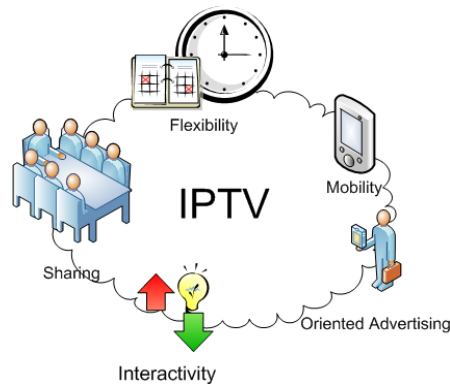 Flexibility
Mobility
IPTV
Sharing
Oriented Advertising
Interactivity